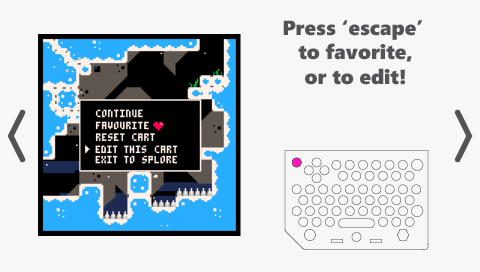 Press ‘escape’
to favorite,
or to edit!
CONTINUE
FAVOURITE
RESET CART
EDIT THIS CART
EXIT TO SPLORE